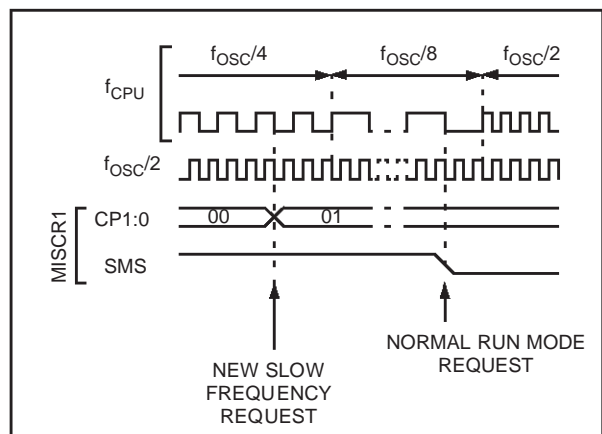 fOSC/4 fOSC/8 fOSC/2
fCPU
fOSC/2
MISCR1
CP1:0 00 01
SMS
NEW SLOW
FREQUENCY
REQUEST
NORMAL RUN MODE
REQUEST